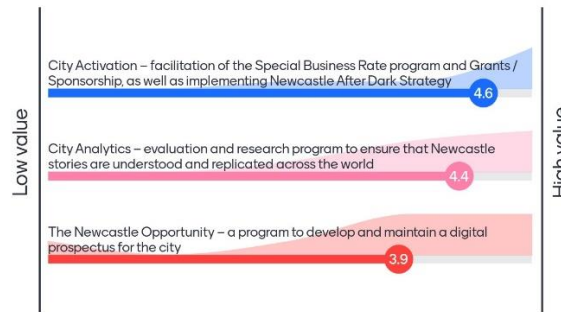 City Activation – facilitation of the Special Business Rate program and Grants /
Sponsorship, as well as implementing Newcastle After Dark Strategy
4.6
City Analytics – evaluation and research program to ensure that Newcastle
stories are understood and replicated across the world
4.4
The Newcastle Opportunity – a program to develop and maintain a digital
prospectus for the city
3.9
Low value
High value